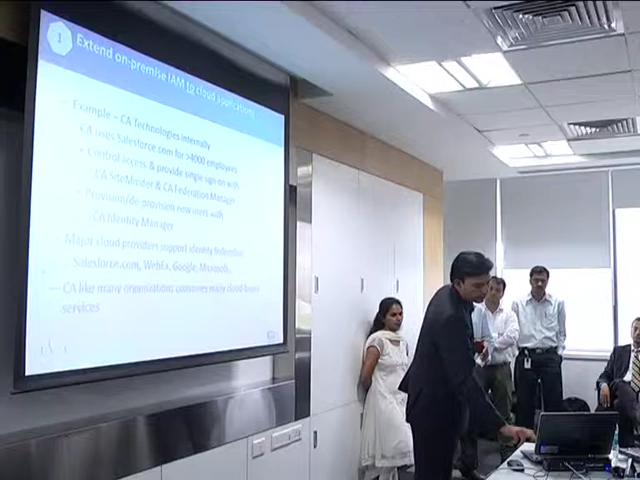 1
Extend on-premise IAM to cloud applications
– Example – CA Technologies internally
CA uses Salesforce.com for >4000 employees
• Control access & provide single sign-on with
CA SiteMinder & CA Federation Manager
• Provision/de-provision new users with
CA Identity Manager
Major cloud providers support identity federation
Salesforce.com, WebEx, Google, Microsoft
— CA like many organizations consumes many cloud-based
services